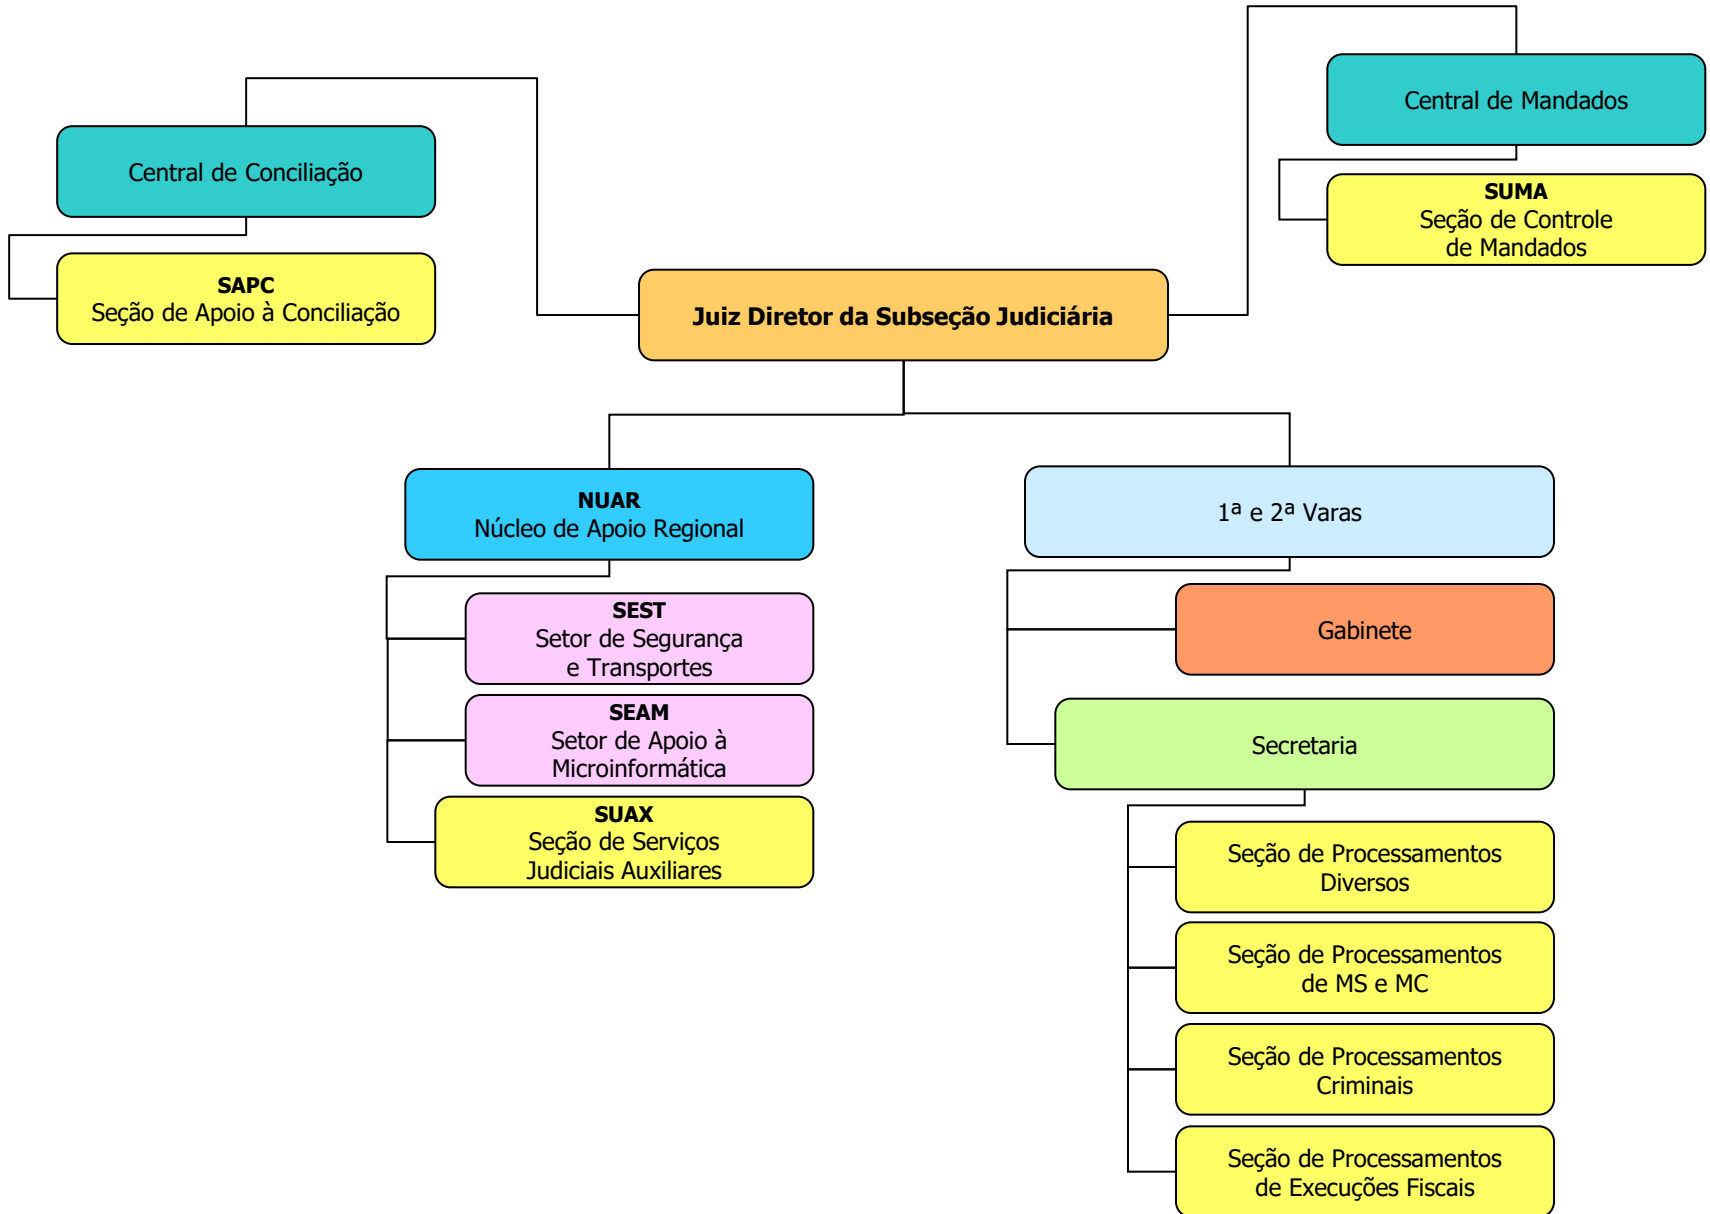 Central de Mandados
Central de Conciliação
SUMA
Seção de Controle
de Mandados
SAPC
Seção de Apoio à Conciliação
Juiz Diretor da Subseção Judiciária
NUAR
Núcleo de Apoio Regional
SEST
Setor de Segurança
e Transportes
SEAM
Setor de Apoio à
Microinformática
SUAX
Seção de Serviços
Judiciais Auxiliares
1ª e 2ª Varas
Gabinete
Secretaria
Seção de Processamentos
Diversos
Seção de Processamentos
de MS e MC
Seção de Processamentos
Criminais
Seção de Processamentos
de Execuções Fiscais